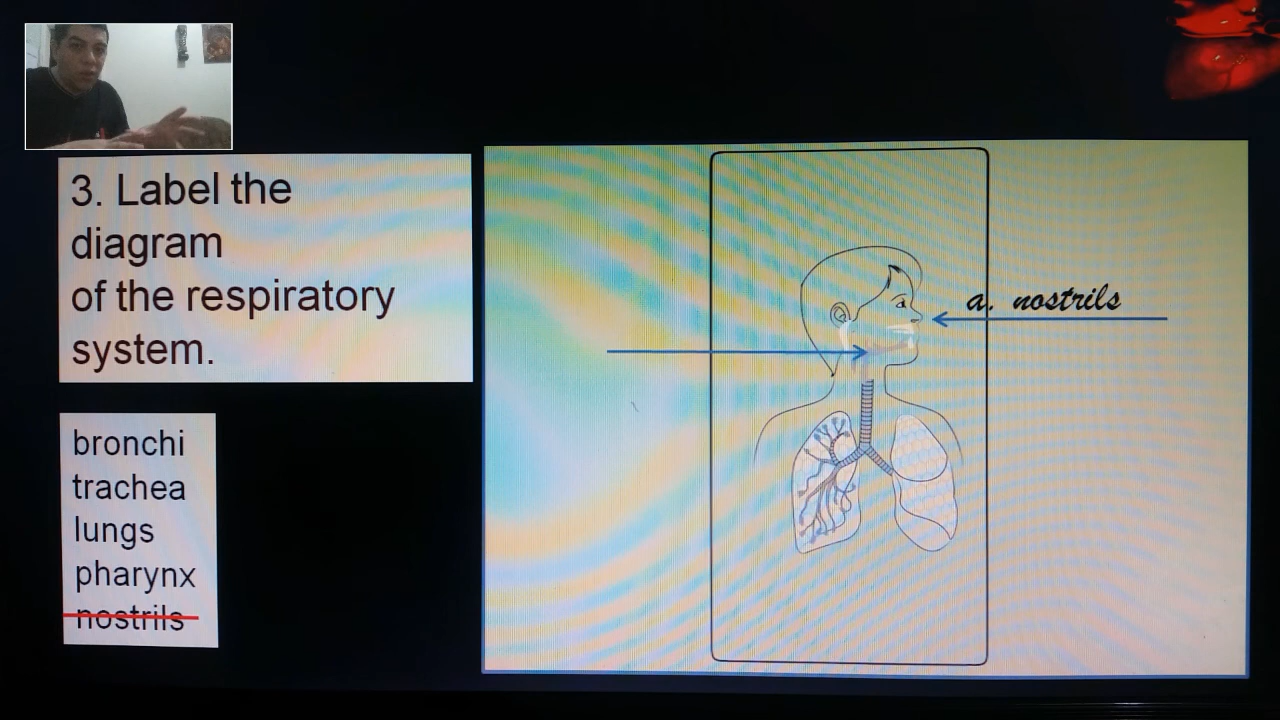 3. Label the
diagram
of the respiratory
system.
bronchi
trachea
lungs
pharynx
nostrils
a. nostrils